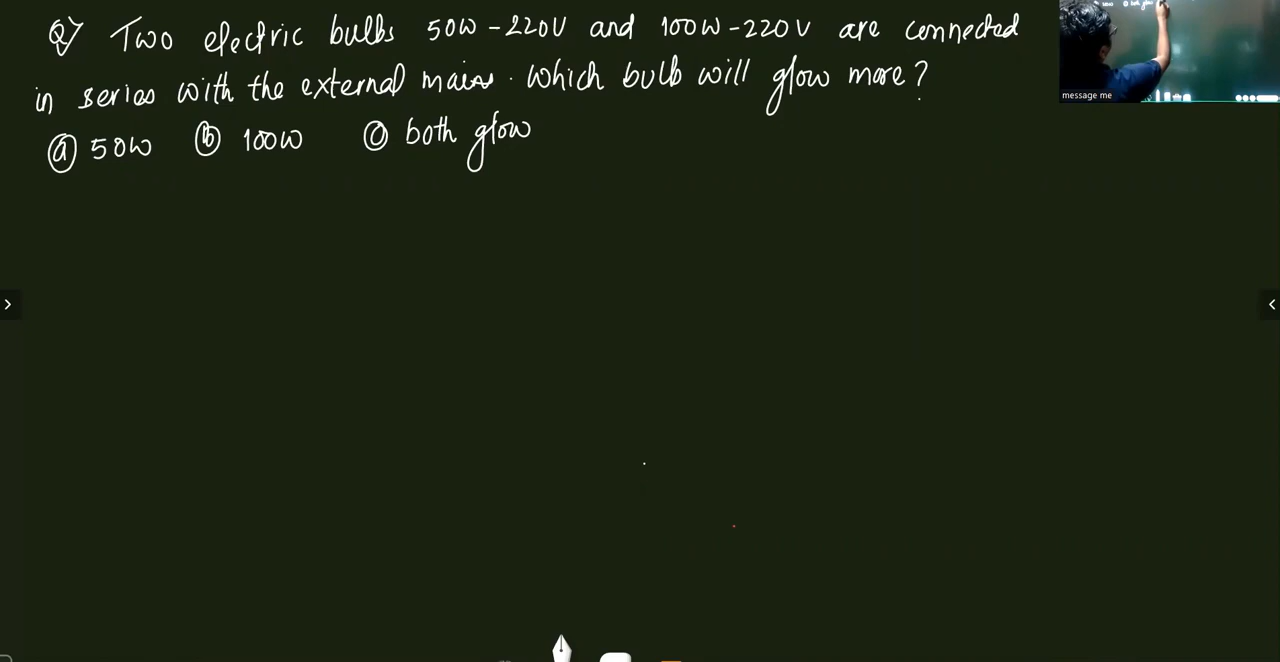 Q Two electric bulbs 50W-220V and 100W-220V are connected
in series with the external mains. Which bulb will glow more?
(a) 50W (b) 100W (c) both glow
message me